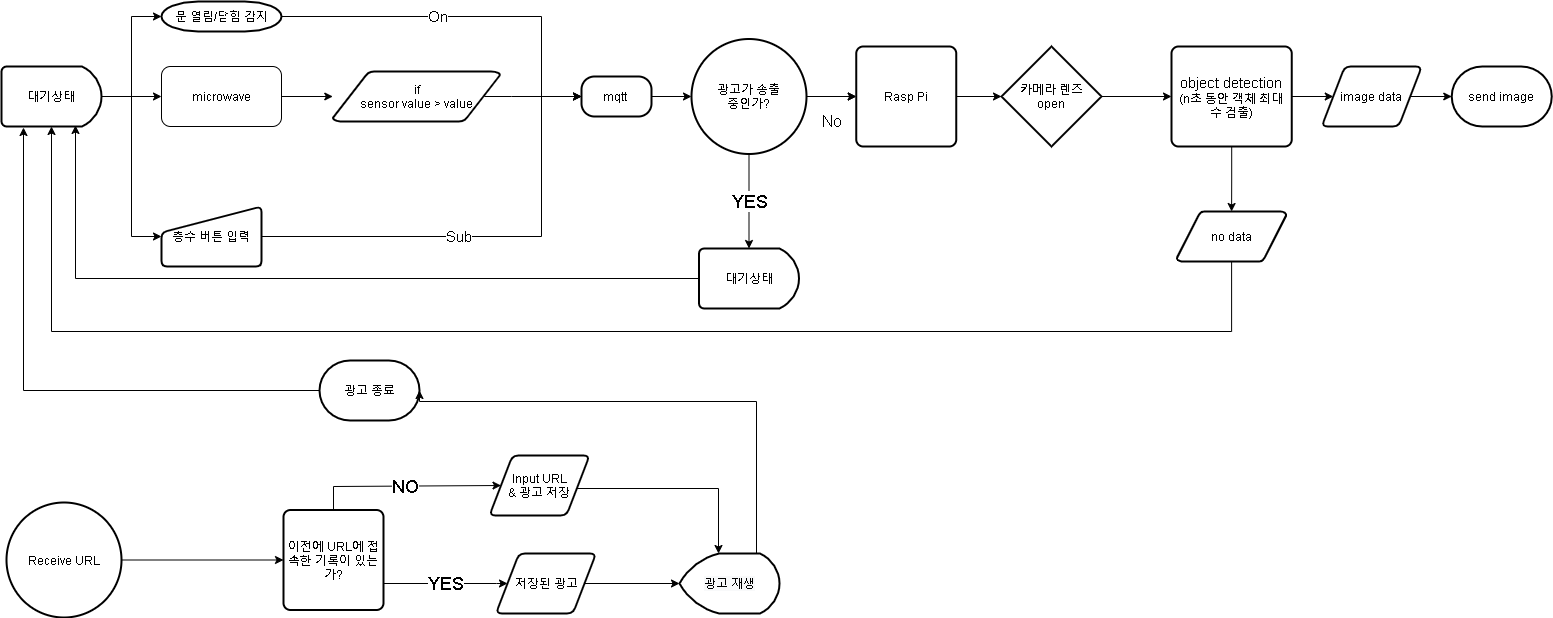 문 열림/닫힘 감지
On
대기상태
microwave
if
sensor value > value
mqtt
광고가 송출
중인가?
No
Rasp Pi
카메라 렌즈
open
object detection
(n초 동안 객체 최대
수 검출)
image data
send image
YES
층수 버튼 입력
Sub
no data
대기상태
광고 종료
Input URL
& 광고 저장
NO
Receive URL
이전에 URL에 접
속한 기록이 있는
가?
YES
저장된 광고
광고 재생